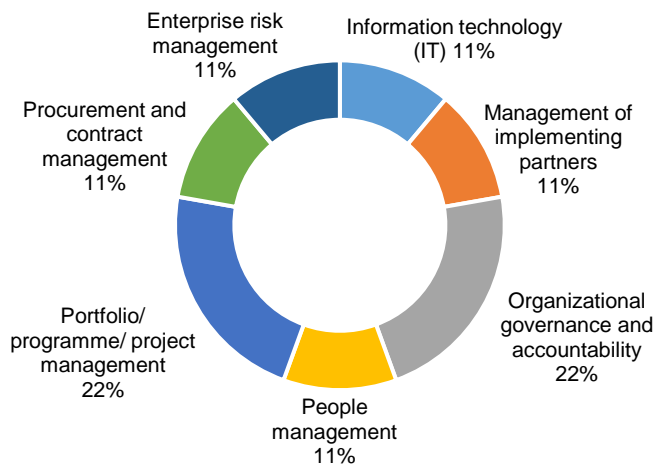 Enterprise risk
management
11%
Information technology
(IT) 11%
Procurement and
contract
management
11%
Management of
implementing
partners
11%
Portfolio/
programme/ project
management
22%
Organizational
governance and
accountability
22%
People
management
11%